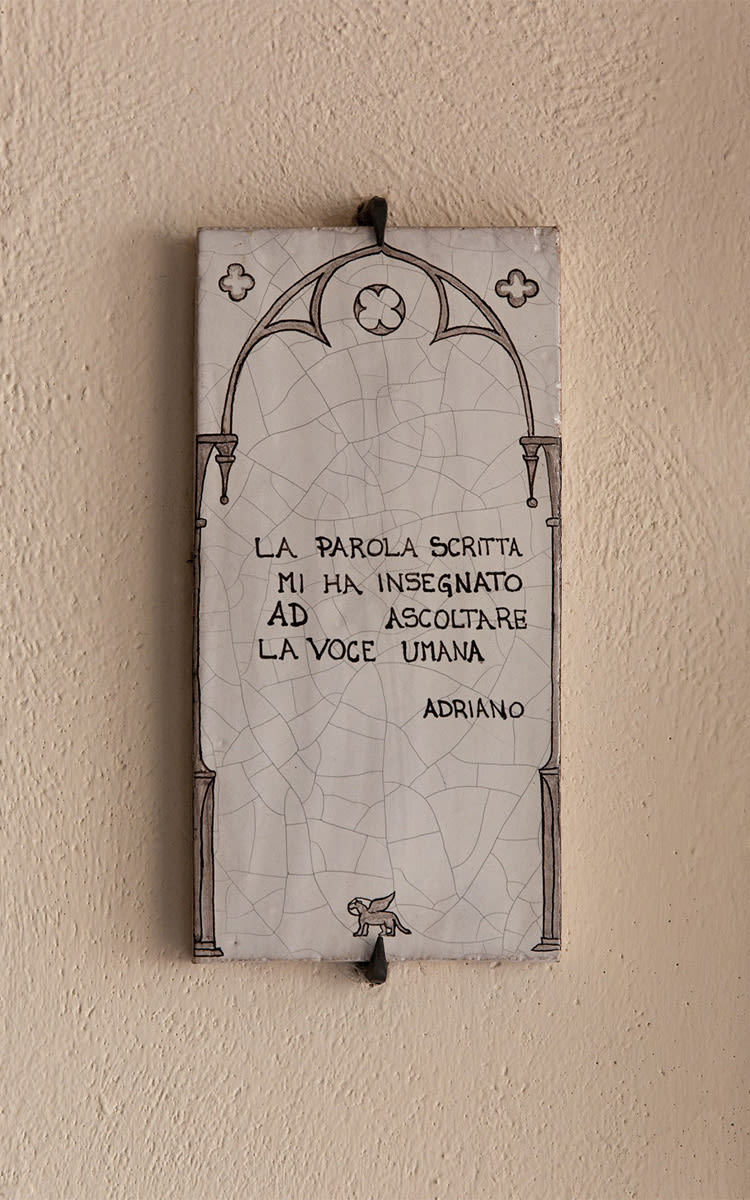 LA PAROLA SCRITTA
MI HA INSEGNATO
AD ASCOLTARE
LA VOCE UMANA
ADRIANO